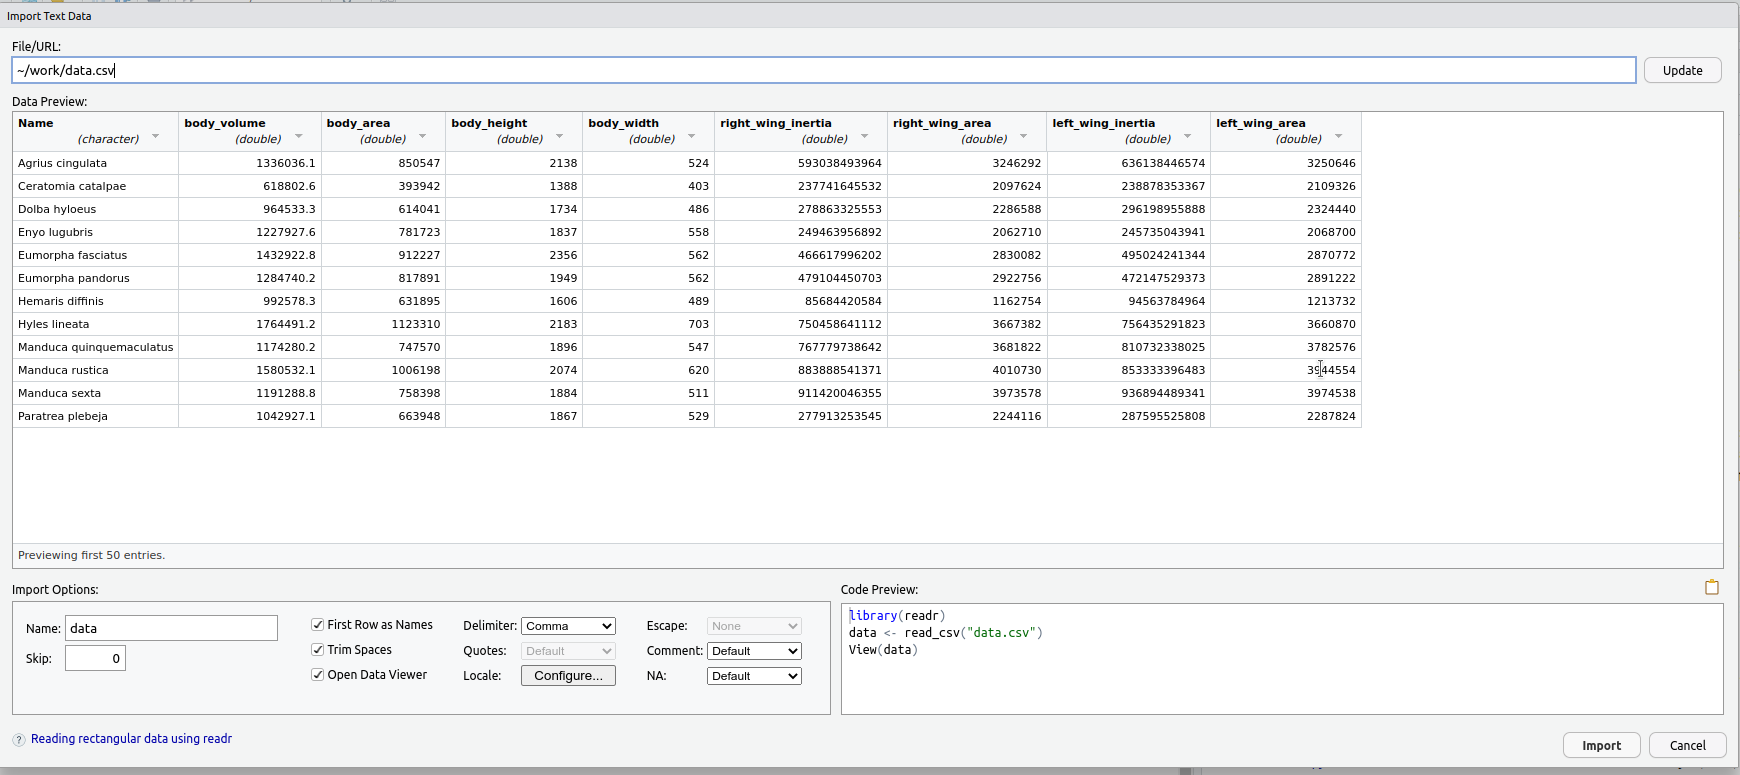 Import Text Data
File/URL:
~/work/data.csv
Update
Data Preview:
Name body_volume body_area body_height body_width right_wing_inertia right_wing_area left_wing_inertia left_wing_area
(character) (double) (double) (double) (double) (double) (double) (double) (double)
Agrius cingulata 1336036.1 850547 2138 524 593038493964 3246292 636138446574 3250646
Ceratomia catalpae 618802.6 393942 1388 403 237741645532 2097624 238878353367 2109326
Dolba hyloeus 964533.3 614041 1734 486 278863325553 2286588 296198955888 2324440
Enyo lugubris 1227927.6 781723 1837 558 249463956892 2062710 245735043941 2068700
Eumorpha fasciatus 1432922.8 912227 2356 562 466617996202 2830082 495024241344 2870772
Eumorpha pandorus 1284740.2 817891 1949 562 479104450703 2922756 472147529373 2891222
Hemaris diffinis 992578.3 631895 1606 489 85684420584 1162754 94563784964 1213732
Hyles lineata 1764491.2 1123310 2183 703 750458641112 3667382 756435291823 3660870
Manduca quinquemaculatus 1174280.2 747570 1896 547 767779738642 3681822 810732338025 3782576
Manduca rustica 1580532.1 1006198 2074 620 883888541371 4010730 853333396483 3944554
Manduca sexta 1191288.8 758398 1884 511 911420046355 3973578 936894489341 3974538
Paratrea plebeja 1042927.1 663948 1867 529 277913253545 2244116 287595525808 2287824
Previewing first 50 entries.
Import Options:
Name: data
Skip: 0
First Row as Names
Trim Spaces
Open Data Viewer
Delimiter: Comma
Quotes: Default
Locale: Configure...
Escape: None
Comment: Default
NA: Default
Code Preview:
library(readr)
data <- read_csv("data.csv")
View(data)
? Reading rectangular data using readr
Import
Cancel